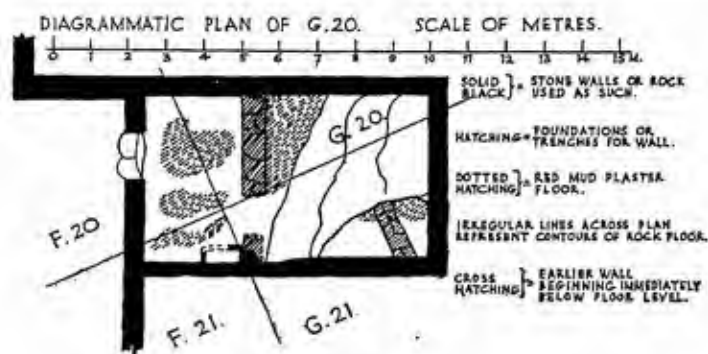 DIAGRAMMATIC PLAN OF G.20. SCALE OF METRES.
0 1 2 3 4 5 6 7 8 9 10 11 12 13 14 15 M.
SOLID BLACK } = STONE WALLS OR ROCK USED AS SUCH.
HATCHING = FOUNDATIONS OR TRENCHES FOR WALL.
DOTTED HATCHING } = RED MUD PLASTER FLOOR.
IRREGULAR LINES ACROSS PLAN
REPRESENT CONTOURS OF ROCK FLOOR.
CROSS HATCHING } = EARLIER WALL BEGINNING IMMEDIATELY BELOW FLOOR LEVEL.
G.20.
F.20
F.21.
G.21.